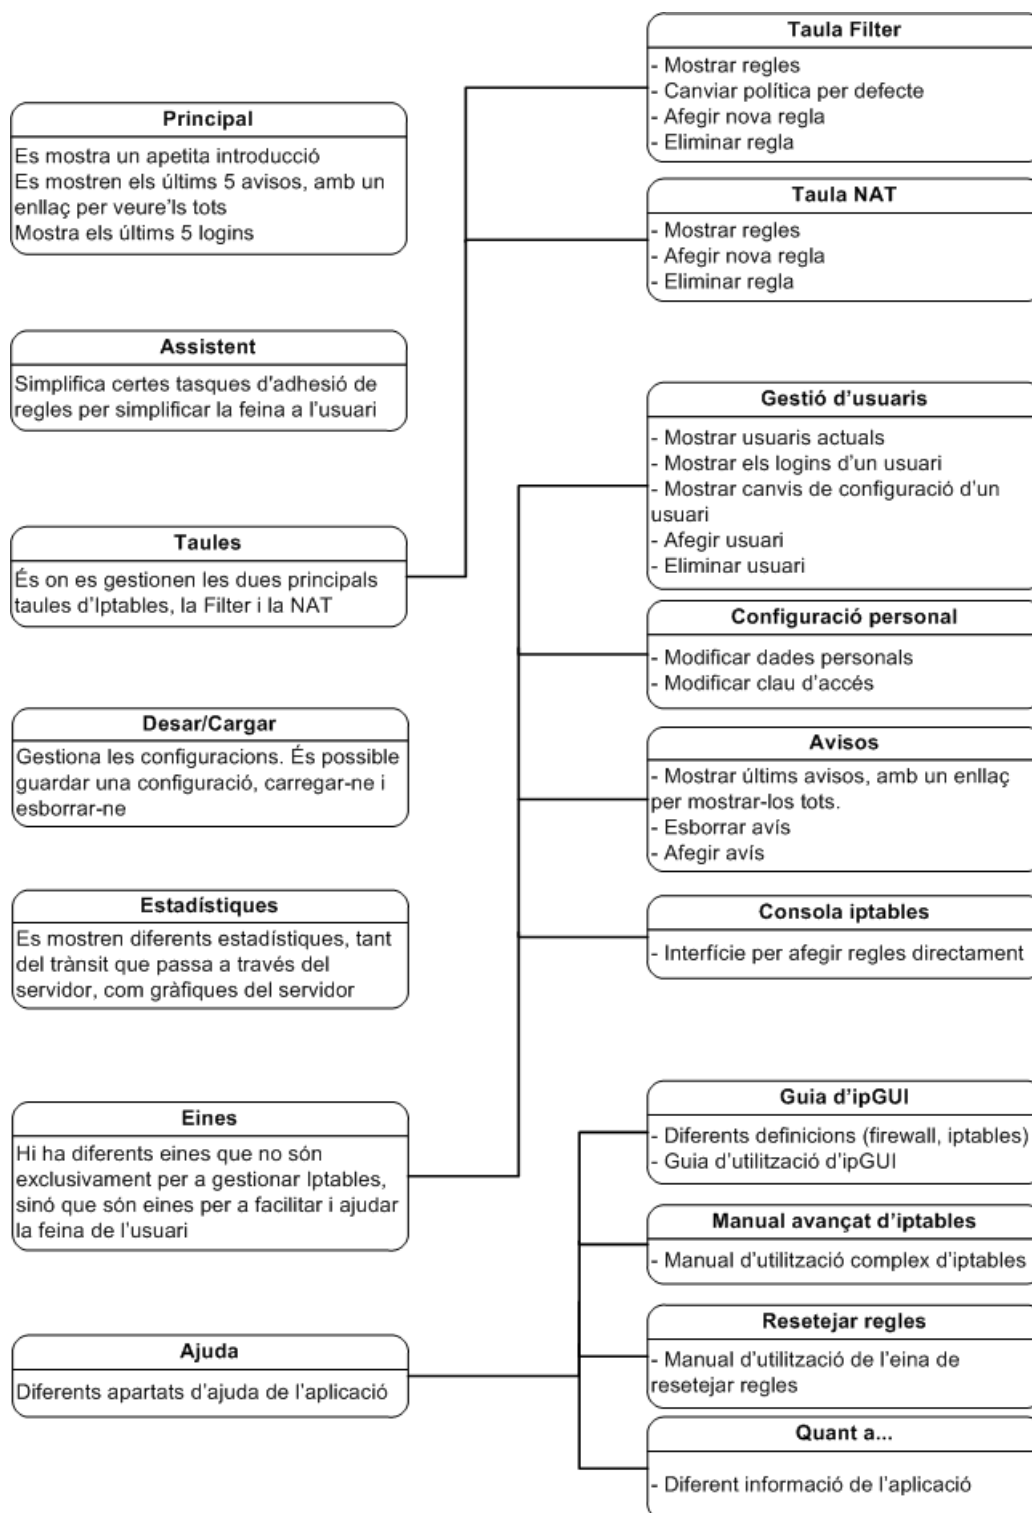 Principal
Es mostra un apetita introducció
Es mostren els últims 5 avisos, amb un
enllaç per veure'ls tots
Mostra els últims 5 logins
Assistent
Simplifica certes tasques d'adhesió de
regles per simplificar la feina a l'usuari
Taules
És on es gestionen les dues principals
taules d'Iptables, la Filter i la NAT
Desar/Cargar
Gestiona les configuracions. És possible
guardar una configuració, carregar-ne i
esborrar-ne
Estadístiques
Es mostren diferents estadístiques, tant
del trànsit que passa a través del
servidor, com gràfiques del servidor
Eines
Hi ha diferents eines que no són
exclusivament per a gestionar Iptables,
sinó que són eines per a facilitar i ajudar
la feina de l'usuari
Ajuda
Diferents apartats d'ajuda de l'aplicació
Taula Filter
- Mostrar regles
- Canviar política per defecte
- Afegir nova regla
- Eliminar regla
Taula NAT
- Mostrar regles
- Afegir nova regla
- Eliminar regla
Gestió d'usuaris
- Mostrar usuaris actuals
- Mostrar els logins d'un usuari
- Mostrar canvis de configuració d'un
usuari
- Afegir usuari
- Eliminar usuari
Configuració personal
- Modificar dades personals
- Modificar clau d'accés
Avisos
- Mostrar últims avisos, amb un enllaç
per mostrar-los tots.
- Esborrar avís
- Afegir avís
Consola iptables
- Interfície per afegir regles directament
Guia d'ipGUI
- Diferents definicions (firewall, iptables)
- Guia d'utilització d'ipGUI
Manual avançat d'iptables
- Manual d'utilització complex d'iptables
Resetejar regles
- Manual d'utilització de l'eina de
resetejar regles
Quant a...
- Diferent informació de l'aplicació